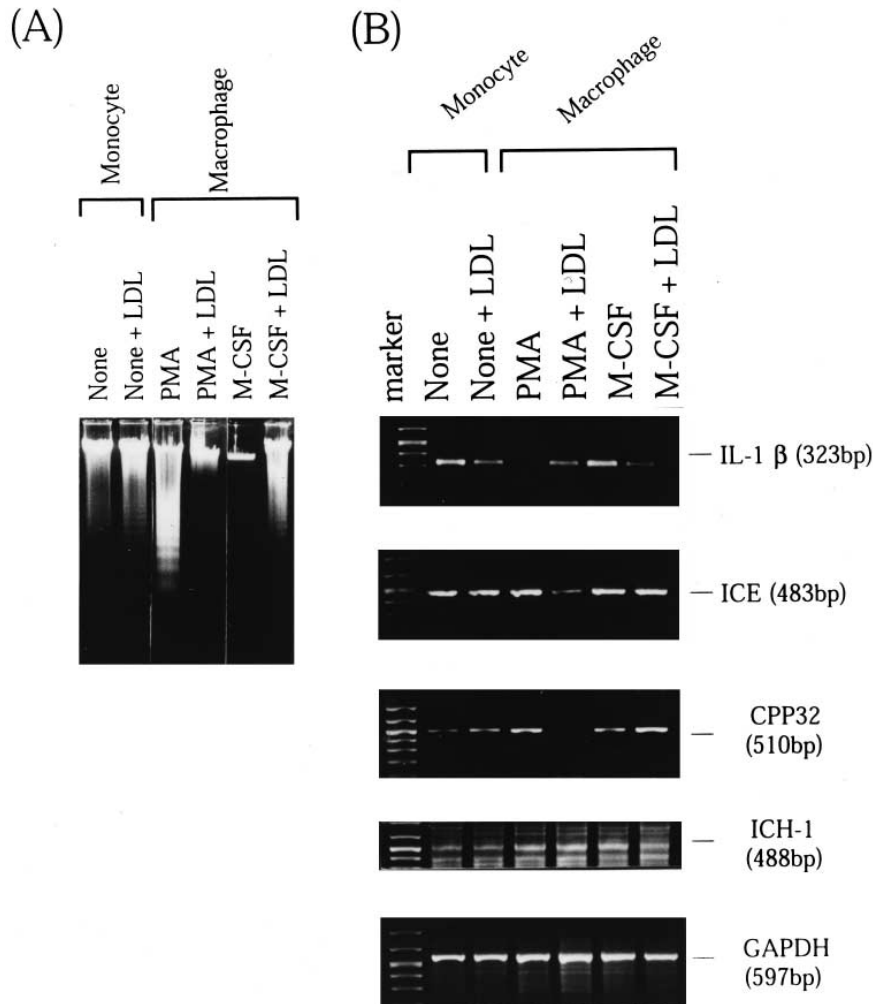 (A)
Monocyte
Macrophage
None
None + LDL
PMA
PMA + LDL
M-CSF
M-CSF + LDL
(B)
Monocyte
Macrophage
marker
None
None + LDL
PMA
PMA + LDL
M-CSF
M-CSF + LDL
IL-1 β (323bp)
ICE (483bp)
CPP32
(510bp)
ICH-1
(488bp)
GAPDH
(597bp)